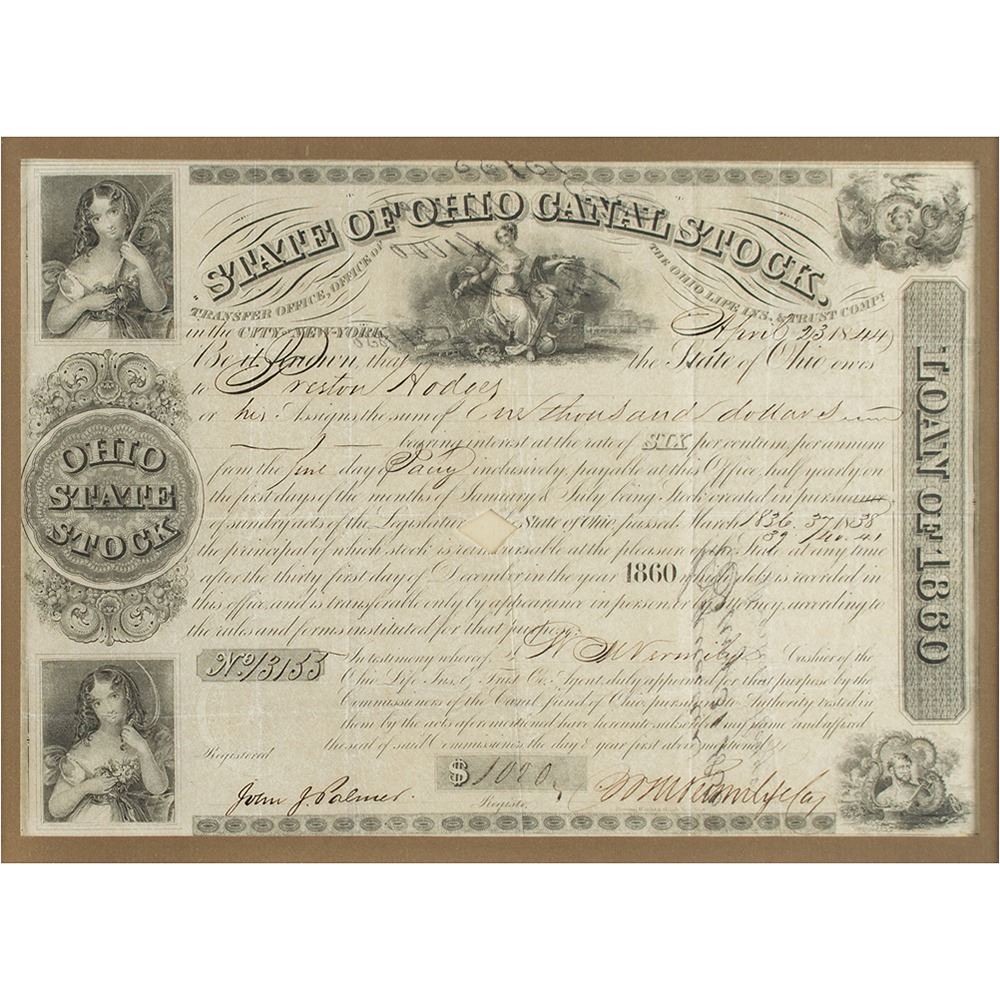 STATE OF OHIO CANAL STOCK.
TRANSFER OFFICE, OFFICE OF THE OHIO LIFE INS. & TRUST COMPY
in the CITY of NEW-YORK April 23 1844
Be it known, that the State of Ohio owes
to Preston Hodges
or his Assigns the sum of One thousand dollars
bearing interest at the rate of SIX per centum, per annum
from the first day inclusively, payable at this Office, half yearly on
the first days of the months of January & July being Stock created in pursuance
sundry acts of the Legislature the State of Ohio, passed March 1836. 37 1838
39 /40. 41
the principal of which stock is reimbursable at the pleasure of the State at any time
after the thirty first day of December in the year 1860 which debt is recorded in
this office, and is transferable only by appearance in person or by Attorney, according to
the rules and forms instituted for that purpose.
No 13155
In testimony whereof, I Cashier of the
Ohio Life Ins. & Trust Co. Agent duly appointed for that purpose by the
Commissioners of the Canal fund of Ohio, pursuant to Authority vested in
them by the acts aforementioned have hereunto subscribed my name and affixed
the seal of said Commissioners the day & year first above mentioned
Registered
$ 1000
John J. Palmer.
Register
OHIO
STATE
STOCK
LOAN OF 1860